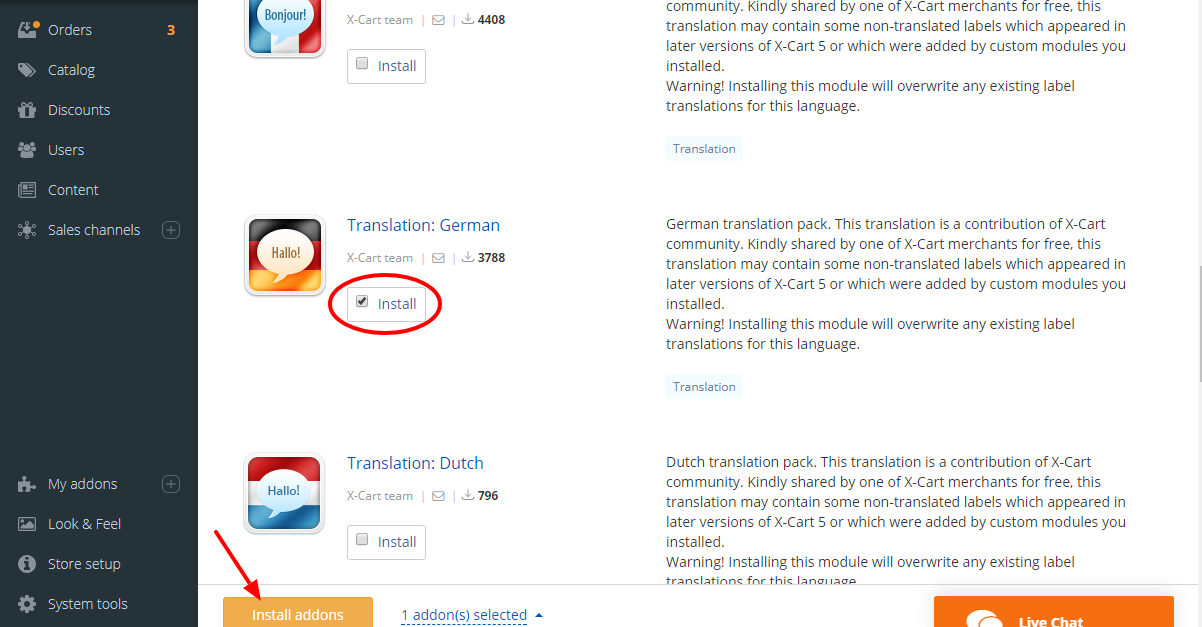 Orders 3
Catalog
Discounts
Users
Content
Sales channels
My addons
Look & Feel
Store setup
System tools
Bonjour!
X-Cart team | | 4408
Install
community. Kindly shared by one of X-Cart merchants for free, this
translation may contain some non-translated labels which appeared in
later versions of X-Cart 5 or which were added by custom modules you
installed.
Warning! Installing this module will overwrite any existing label
translations for this language.
Translation
Hallo!
Translation: German
X-Cart team | | 3788
Install
German translation pack. This translation is a contribution of X-Cart
community. Kindly shared by one of X-Cart merchants for free, this
translation may contain some non-translated labels which appeared in
later versions of X-Cart 5 or which were added by custom modules you
installed.
Warning! Installing this module will overwrite any existing label
translations for this language.
Translation
Hallo!
Translation: Dutch
X-Cart team | | 796
Install
Dutch translation pack. This translation is a contribution of X-Cart
community. Kindly shared by one of X-Cart merchants for free, this
translation may contain some non-translated labels which appeared in
later versions of X-Cart 5 or which were added by custom modules you
installed.
Warning! Installing this module will overwrite any existing label
translations for this language.
Install addons
1 addon(s) selected
Live Chat